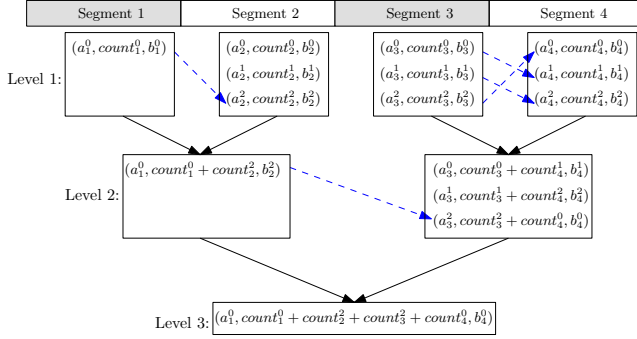 Segment 1 Segment 2 Segment 3 Segment 4
Level 1:
(a_1^0, count_1^0, b_1^0)
(a_2^0, count_2^0, b_2^0)
(a_2^1, count_2^1, b_2^1)
(a_2^2, count_2^2, b_2^2)
(a_3^0, count_3^0, b_3^0)
(a_3^1, count_3^1, b_3^1)
(a_3^2, count_3^2, b_3^2)
(a_4^0, count_4^0, b_4^0)
(a_4^1, count_4^1, b_4^1)
(a_4^2, count_4^2, b_4^2)
Level 2:
(a_1^0, count_1^0 + count_2^2, b_2^2)
(a_3^0, count_3^0 + count_4^1, b_4^1)
(a_3^1, count_3^1 + count_4^2, b_4^2)
(a_3^2, count_3^2 + count_4^0, b_4^0)
Level 3:
(a_1^0, count_1^0 + count_2^2 + count_3^2 + count_4^0, b_4^0)